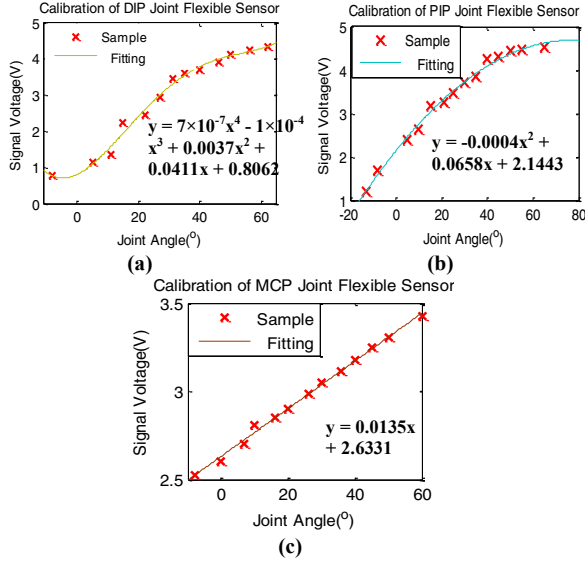 Calibration of DIP Joint Flexible Sensor
5
4
3
2
1
0
0
20
40
60
Signal Voltage(V)
Joint Angle(°)
Sample
Fitting
y = 7×10⁻⁷x⁴ - 1×10⁻⁴
x³ + 0.0037x² +
0.0411x + 0.8062
(a)
Calibration of PIP Joint Flexible Sensor
5
4
3
2
1
-20
0
20
40
60
80
Signal Voltage(V)
Joint Angle(°)
Sample
Fitting
y = -0.0004x² +
0.0658x + 2.1443
(b)
Calibration of MCP Joint Flexible Sensor
3.5
3
2.5
0
20
40
60
Signal Voltage(V)
Joint Angle(°)
Sample
Fitting
y = 0.0135x
+ 2.6331
(c)